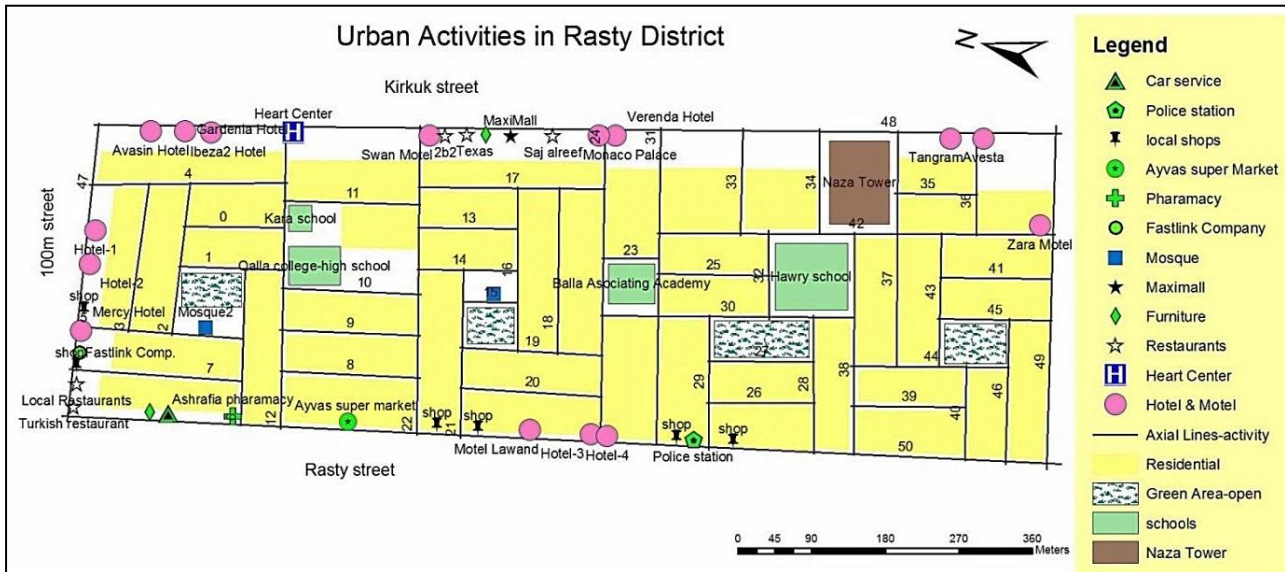 Urban Activities in Rasty District
N
Kirkuk street
Heart Center
MaxiMall
Verenda Hotel
48
Gardenia Hotel
Avasin Hotel
Ibeza2 Hotel
Swan Motel
2b2
Texas
Saj alreef
24
Monaco Palace
31
Tangram
Avesta
47
4
11
17
33
34
Naza Tower
35
36
0
Kara school
13
42
Zara Motel
100m street
Hotel-1
1
Qalla college-high school
14
16
23
25
32
Hawry school
37
43
41
Hotel-2
10
15
Balla Asociating Academy
shop
Mercy Hotel
3
2
Mosque2
9
18
30
45
19
27
44
shop
Fastlink Comp.
7
8
20
29
26
28
38
39
40
46
49
Local Restaurants
Turkish restaurant
Ashrafia pharamacy
12
Ayvas super market
22
shop
21
shop
Motel Lawand
Hotel-3
Hotel-4
shop
Police station
shop
50
Rasty street
0 45 90 180 270 360
Meters
Legend
Car service
Police station
local shops
Ayvas super Market
Pharamacy
Fastlink Company
Mosque
Maximall
Furniture
Restaurants
H Heart Center
Hotel & Motel
Axial Lines-activity
Residential
Green Area-open
schools
Naza Tower